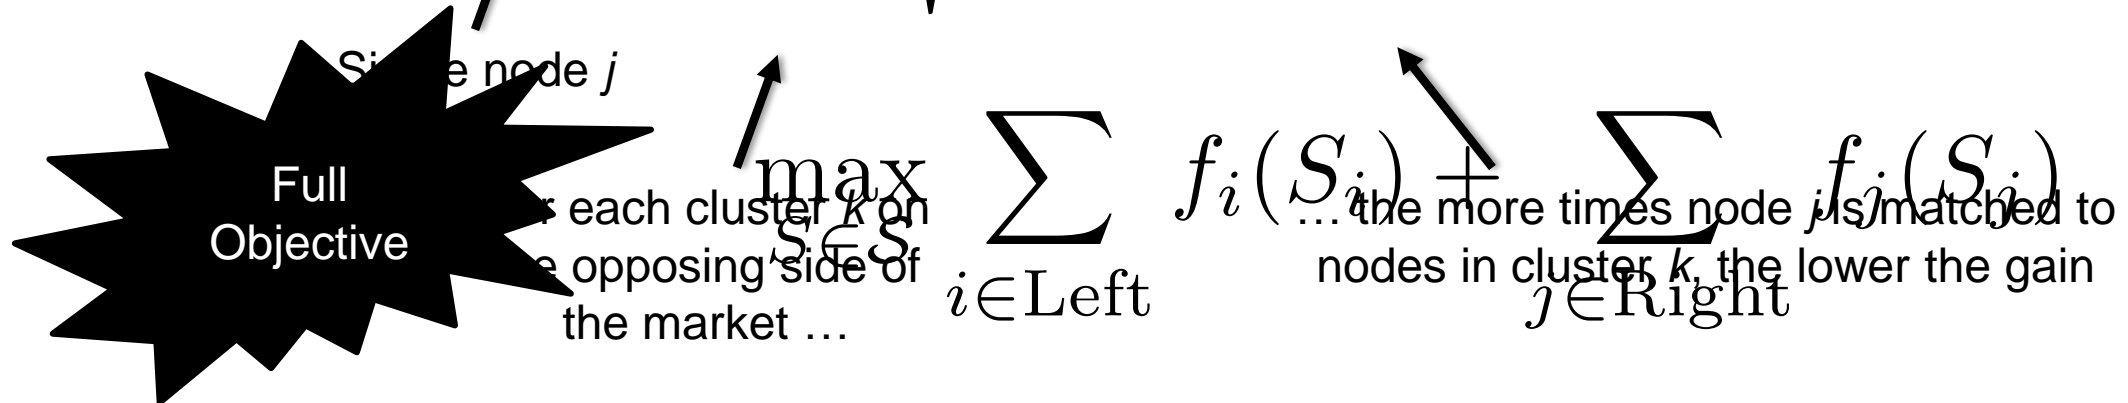 node j
Full
Objective
max
S∈𝒮
∑
i∈Left
f_i(S_i) +
∑
j∈Right
f_j(S_j)
each cluster k on
opposing side of
the market …
… the more times node j is matched to
nodes in cluster k, the lower the gain